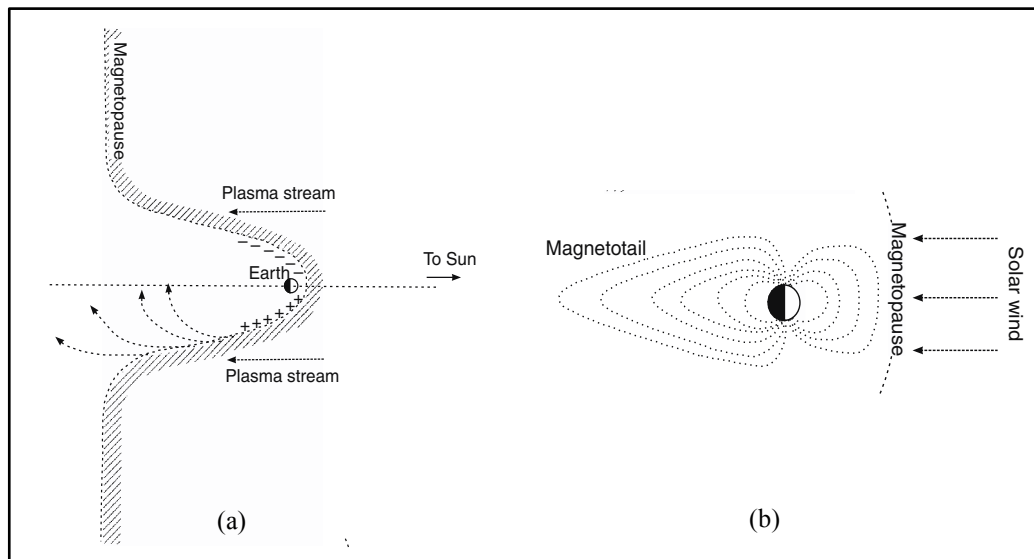 Magnetopause
Plasma stream
To Sun
Earth
− − − − − −
+ + + + + +
Plasma stream
(a)
Magnetotail
Magnetopause
Solar wind
(b)